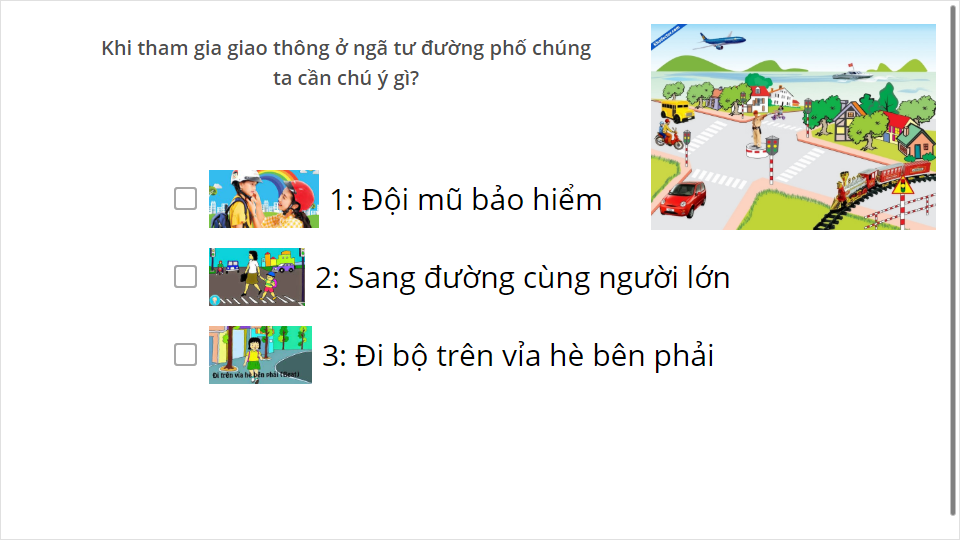 Khi tham gia giao thông ở ngã tư đường phố chúng
ta cần chú ý gì?
1: Đội mũ bảo hiểm
2: Sang đường cùng người lớn
3: Đi bộ trên vỉa hè bên phải
Đi trên vỉa hè bên phải